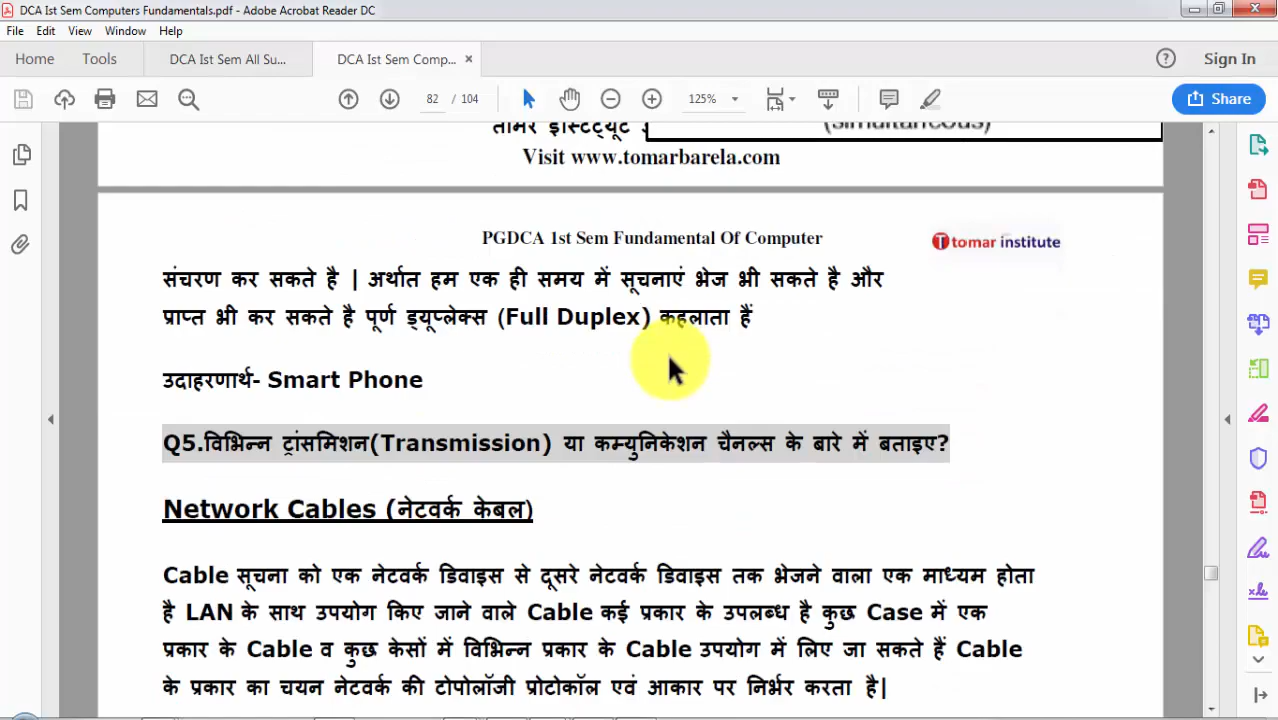 DCA Ist Sem Computers Fundamentals.pdf - Adobe Acrobat Reader DC
File Edit View Window Help
Home Tools DCA Ist Sem All Su... DCA Ist Sem Comp... × Sign In
82 / 104 125% Share
तोमर इंस्टिट्यूट (simultaneous)
Visit www.tomarbarela.com
PGDCA 1st Sem Fundamental Of Computer tomar institute
संचरण कर सकते है | अर्थात हम एक ही समय में सूचनाएं भेज भी सकते है और
प्राप्त भी कर सकते है पूर्ण ड्यूप्लेक्स (Full Duplex) कहलाता हैं
उदाहरणार्थ- Smart Phone
Q5.विभिन्न ट्रांसमिशन(Transmission) या कम्युनिकेशन चैनल्स के बारे में बताइए?
Network Cables (नेटवर्क केबल)
Cable सूचना को एक नेटवर्क डिवाइस से दूसरे नेटवर्क डिवाइस तक भेजने वाला एक माध्यम होता
है LAN के साथ उपयोग किए जाने वाले Cable कई प्रकार के उपलब्ध है कुछ Case में एक
प्रकार के Cable व कुछ केसों में विभिन्न प्रकार के Cable उपयोग में लिए जा सकते हैं Cable
के प्रकार का चयन नेटवर्क की टोपोलॉजी प्रोटोकॉल एवं आकार पर निर्भर करता है|